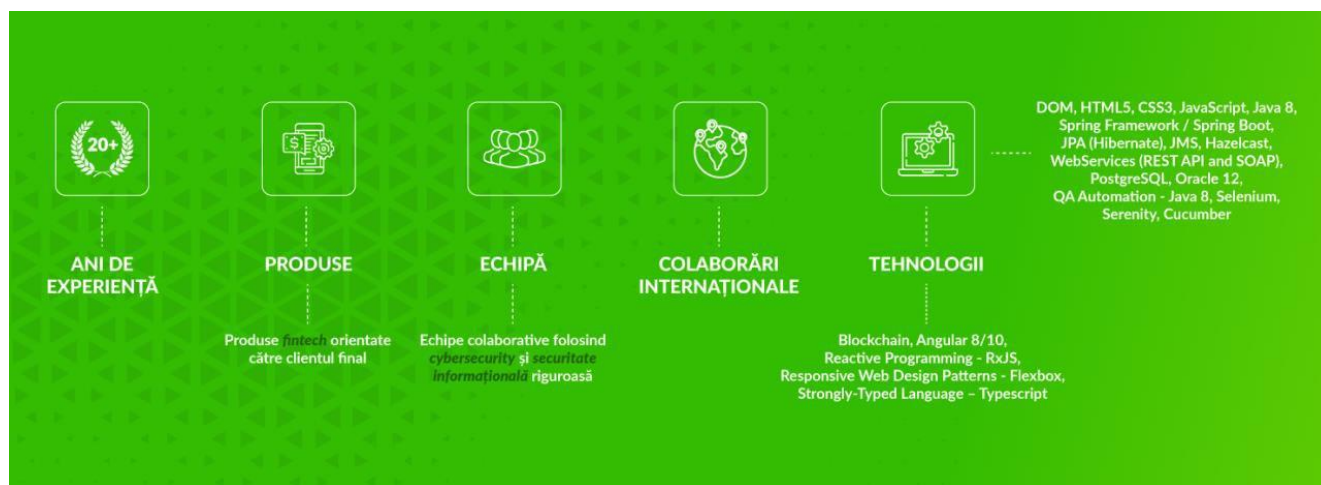 20+
ANI DE
EXPERIENȚĂ
PRODUSE
Produse fintech orientate
către clientul final
ECHIPĂ
Echipe colaborative folosind
cybersecurity și securitate
informațională riguroasă
COLABORĂRI
INTERNAȚIONALE
TEHNOLOGII
DOM, HTML5, CSS3, JavaScript, Java 8,
Spring Framework / Spring Boot,
JPA (Hibernate), JMS, Hazelcast,
WebServices (REST API and SOAP),
PostgreSQL, Oracle 12,
QA Automation - Java 8, Selenium,
Serenity, Cucumber
Blockchain, Angular 8/10,
Reactive Programming - RxJS,
Responsive Web Design Patterns - Flexbox,
Strongly-Typed Language – Typescript